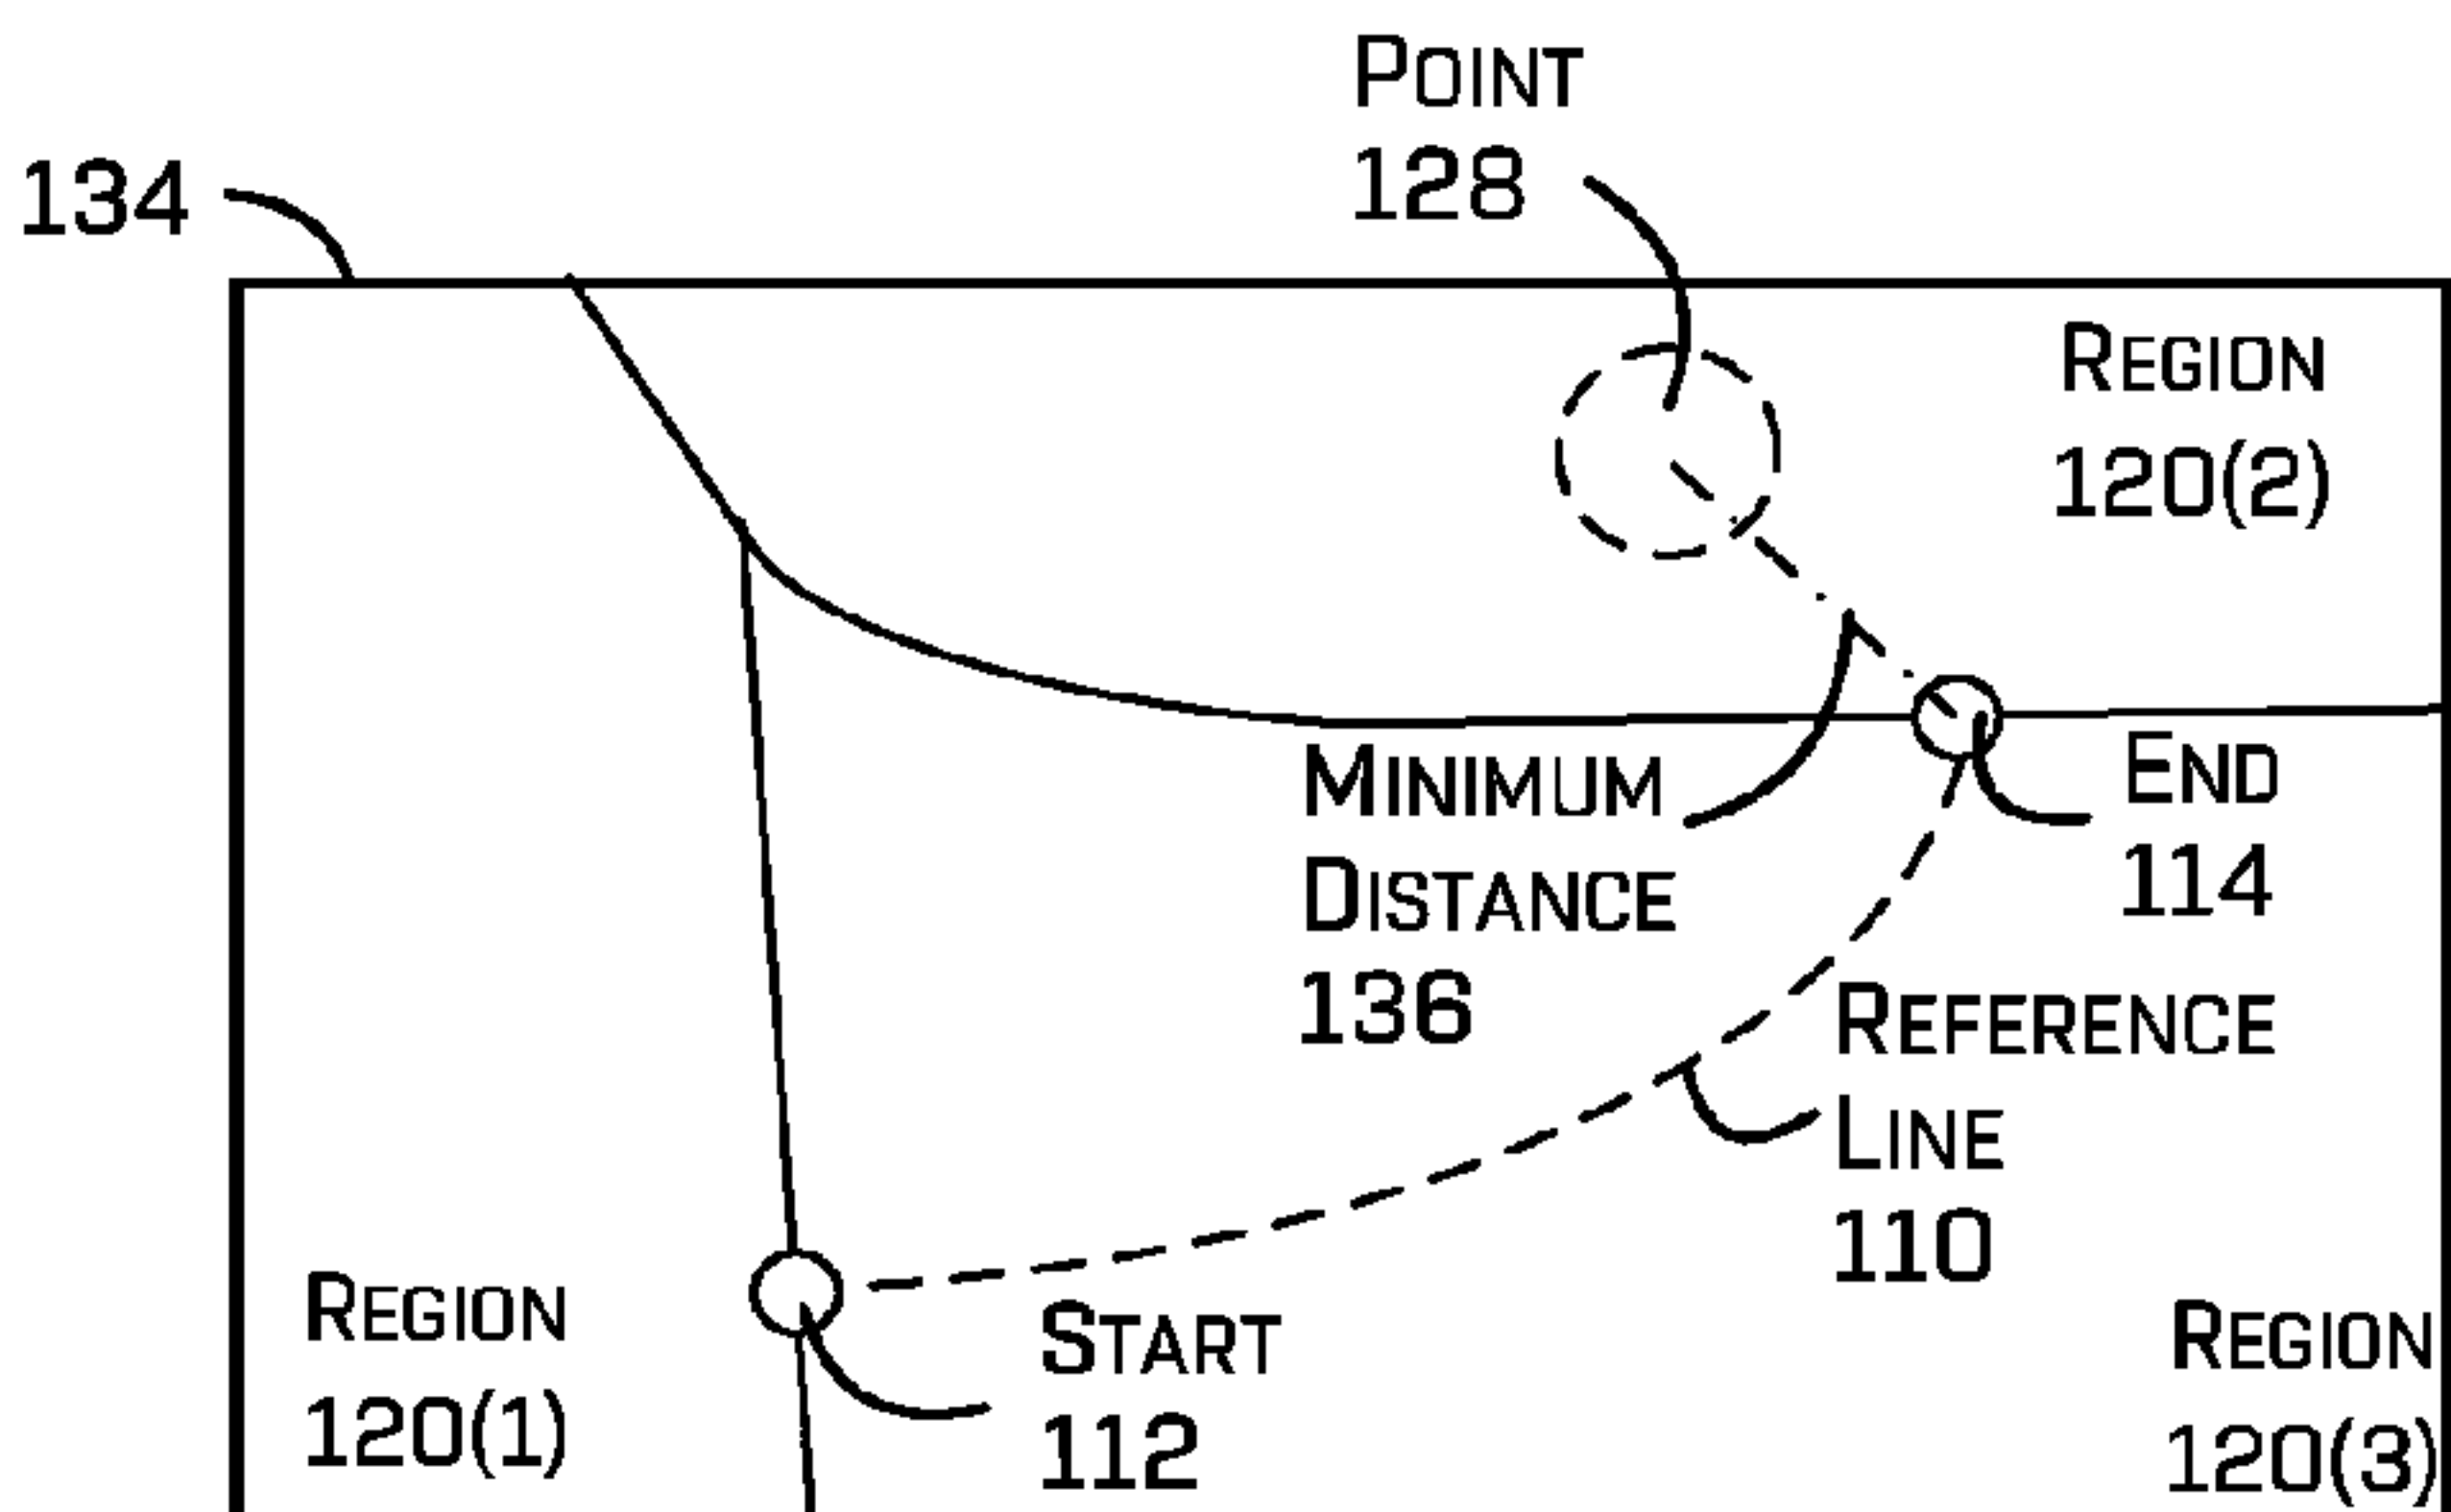 POINT
128
134
REGION
120(2)
MINIMUM
DISTANCE
136
END
114
REFERENCE
LINE
110
REGION
120(1)
START
112
REGION
120(3)